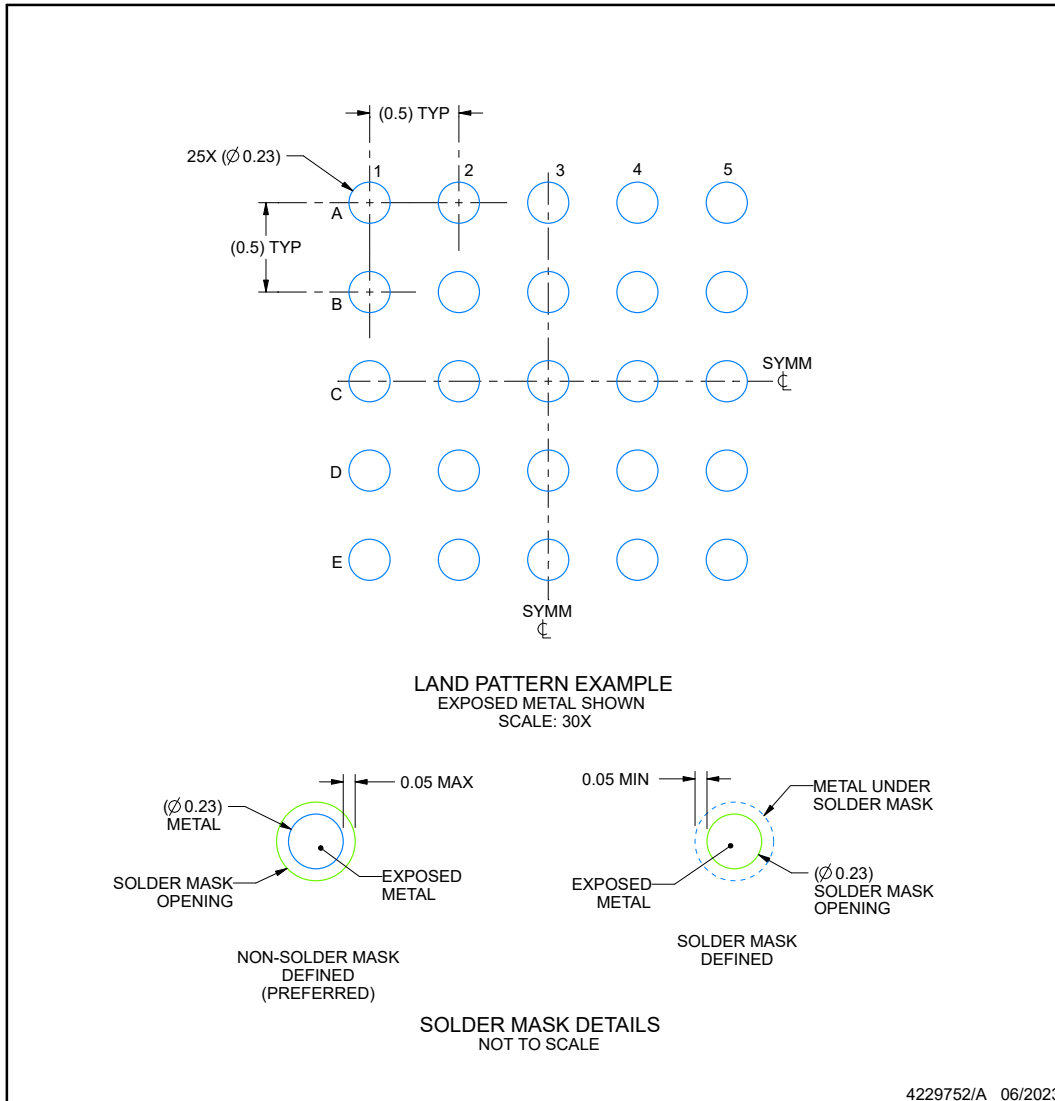 (0.5) TYP
25X (∅ 0.23)
1
2
3
4
5
A
(0.5) TYP
B
SYMM
℄
C
D
E
SYMM
℄
LAND PATTERN EXAMPLE
EXPOSED METAL SHOWN
SCALE: 30X
0.05 MAX
(∅ 0.23)
METAL
SOLDER MASK
OPENING
EXPOSED
METAL
NON-SOLDER MASK
DEFINED
(PREFERRED)
0.05 MIN
METAL UNDER
SOLDER MASK
EXPOSED
METAL
(∅ 0.23)
SOLDER MASK
OPENING
SOLDER MASK
DEFINED
SOLDER MASK DETAILS
NOT TO SCALE
4229752/A 06/2023